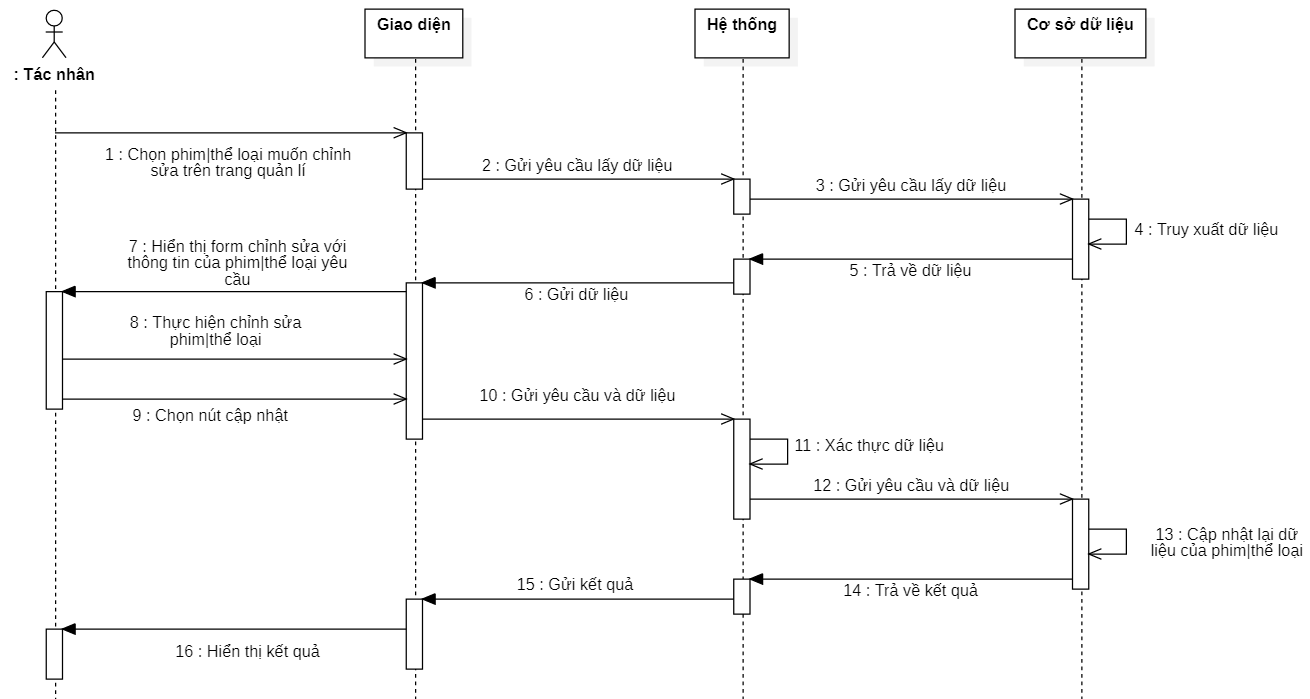 : Tác nhân
Giao diện
Hệ thống
Cơ sở dữ liệu
1 : Chọn phim|thể loại muốn chỉnh
sửa trên trang quản lí
2 : Gửi yêu cầu lấy dữ liệu
3 : Gửi yêu cầu lấy dữ liệu
4 : Truy xuất dữ liệu
5 : Trả về dữ liệu
6 : Gửi dữ liệu
7 : Hiển thị form chỉnh sửa với
thông tin của phim|thể loại yêu
cầu
8 : Thực hiện chỉnh sửa
phim|thể loại
9 : Chọn nút cập nhật
10 : Gửi yêu cầu và dữ liệu
11 : Xác thực dữ liệu
12 : Gửi yêu cầu và dữ liệu
13 : Cập nhật lại dữ
liệu của phim|thể loại
14 : Trả về kết quả
15 : Gửi kết quả
16 : Hiển thị kết quả